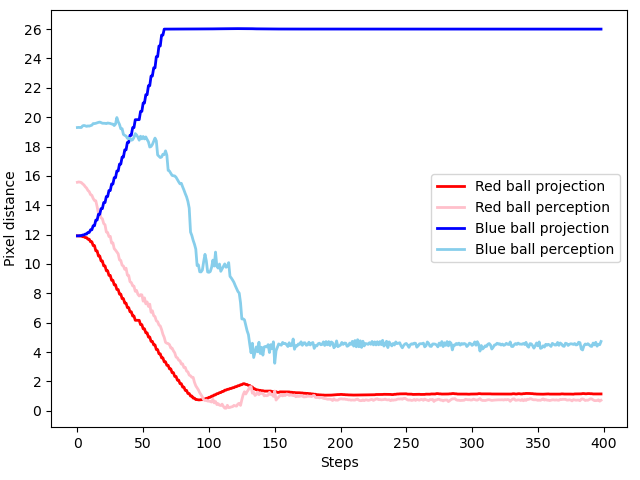 26
24
22
20
18
16
14
12
10
8
6
4
2
0
Pixel distance
Red ball projection
Red ball perception
Blue ball projection
Blue ball perception
0 50 100 150 200 250 300 350 400
Steps